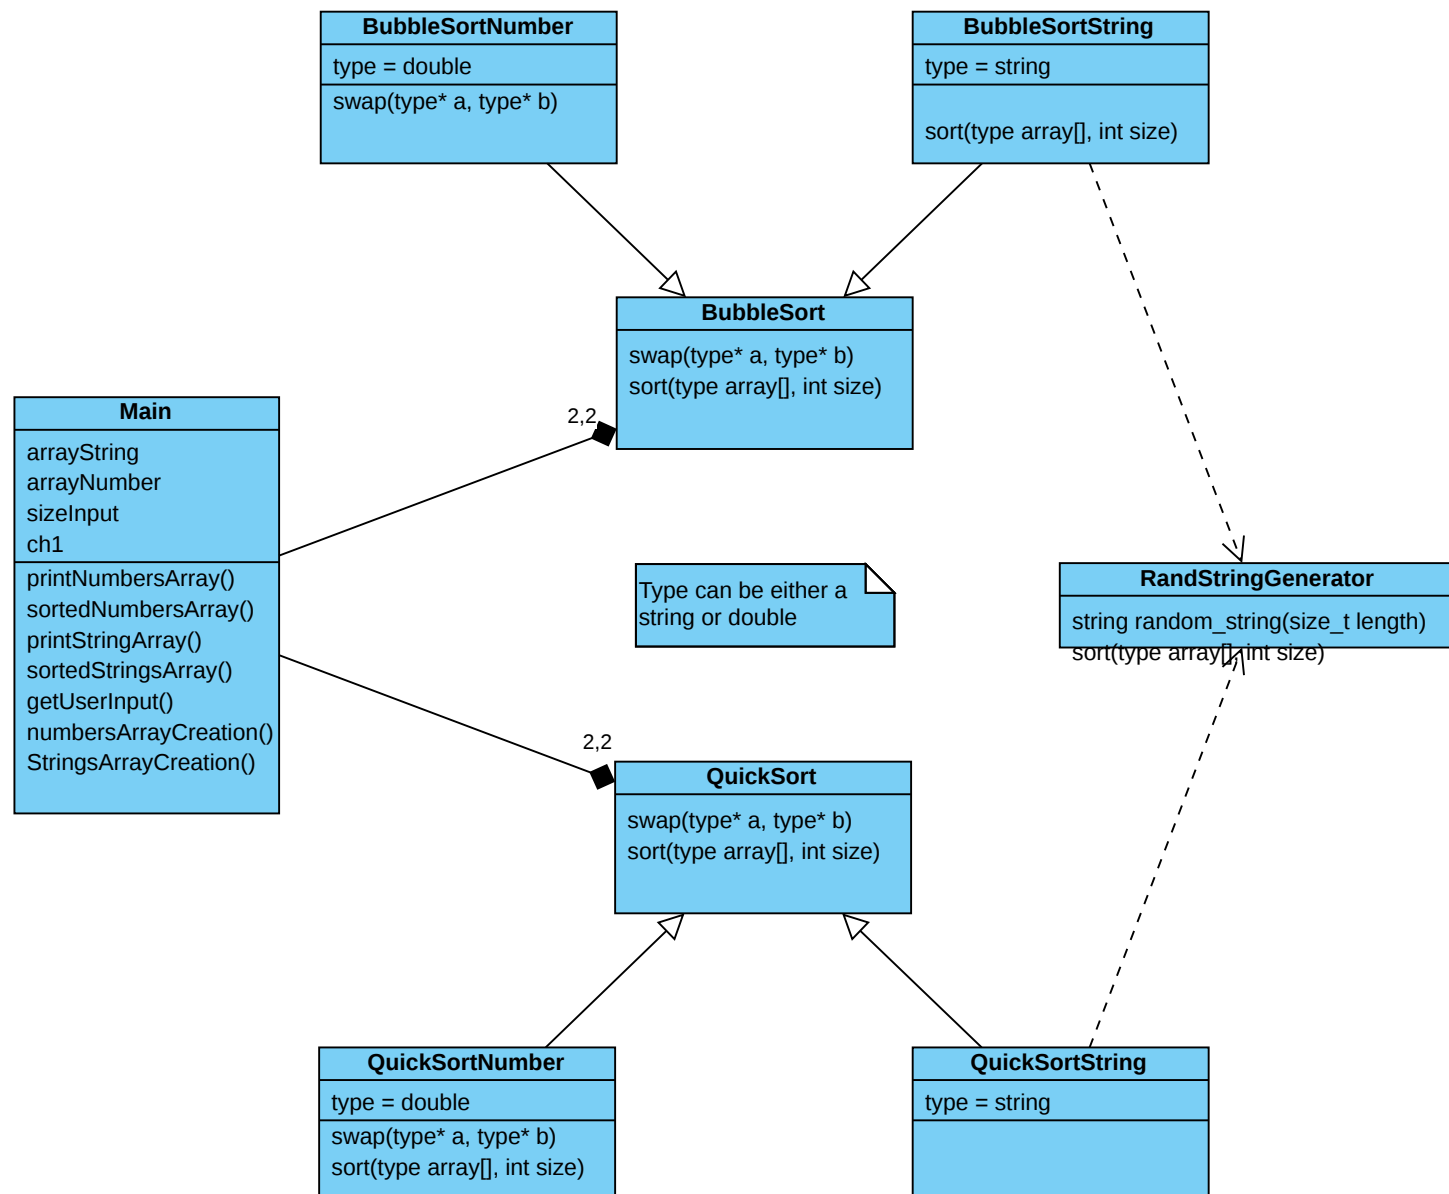 BubbleSortNumber
type = double
swap(type* a, type* b)
BubbleSortString
type = string
sort(type array[], int size)
BubbleSort
swap(type* a, type* b)
sort(type array[], int size)
2,2
Main
arrayString
arrayNumber
sizeInput
ch1
printNumbersArray()
sortedNumbersArray()
printStringArray()
sortedStringsArray()
getUserInput()
numbersArrayCreation()
StringsArrayCreation()
Type can be either a
string or double
RandStringGenerator
string random_string(size_t length)
sort(type array[], int size)
2,2
QuickSort
swap(type* a, type* b)
sort(type array[], int size)
QuickSortNumber
type = double
swap(type* a, type* b)
sort(type array[], int size)
QuickSortString
type = string